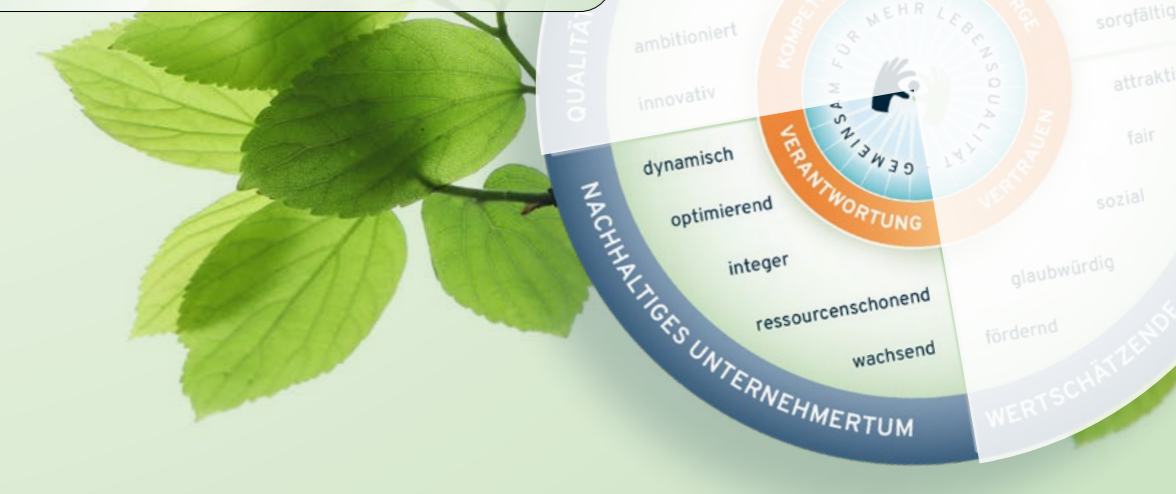 QUALITÄT
ambitioniert
innovativ
dynamisch
optimierend
integer
ressourcenschonend
wachsend
NACHHALTIGES UNTERNEHMERTUM
VERANTWORTUNG
GEMEINSAM FÜR MEHR LEBENSQUALITÄT
VERTRAUEN
attrakti
fair
sozial
glaubwürdig
fördernd
WERTSCHÄTZENDE
sorgfältig